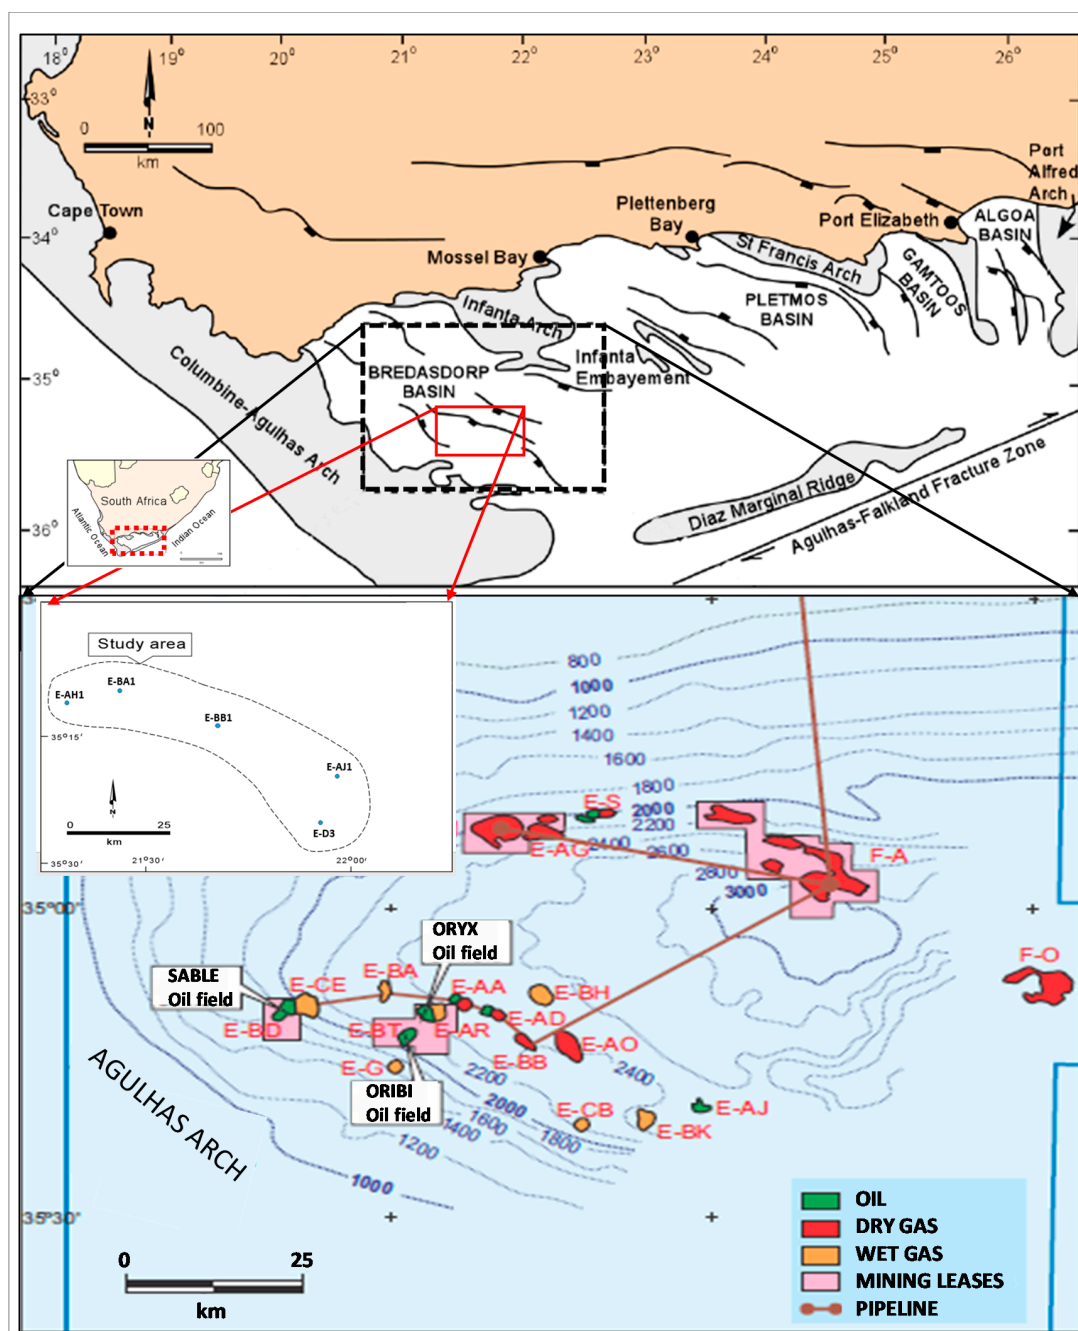 18° 19° 20° 21° 22° 23° 24° 25° 26°
33°
0 100
N
km
Port
Alfred
Arch
Cape Town
Plettenberg
Bay
Port Elizabeth
ALGOA
BASIN
34°
Mossel Bay
St Francis Arch
GAMTOOS
BASIN
PLETMOS
BASIN
Infanta Arch
Infanta
Embayement
35°
BREDASDORP
BASIN
Columbine-Agulhas Arch
Diaz Marginal Ridge
Agulhas-Falkland Fracture Zone
36°
South Africa
Atlantic Ocean
Indian Ocean
Study area
E-BA1
E-AH1
E-BB1
35°15'
E-AJ1
N
0 25
km
E-D3
35°30'
21°30'
22°00'
800
1000
1200
1400
1600
1800
E-S
2000
2200
2400
2600
2800
3000
E-AG
F-A
35°00'
ORYX
Oil field
SABLE
Oil field
E-CE
E-BA
E-AA
E-BH
F-O
E-BD
E-BT
E-AR
E-AD
E-AO
E-BB
E-G
ORIBI
Oil field
2200
2400
2000
1600
1400
1800
1200
1000
E-CB
E-BK
E-AJ
AGULHAS ARCH
35°30'
0 25
km
OIL
DRY GAS
WET GAS
MINING LEASES
PIPELINE